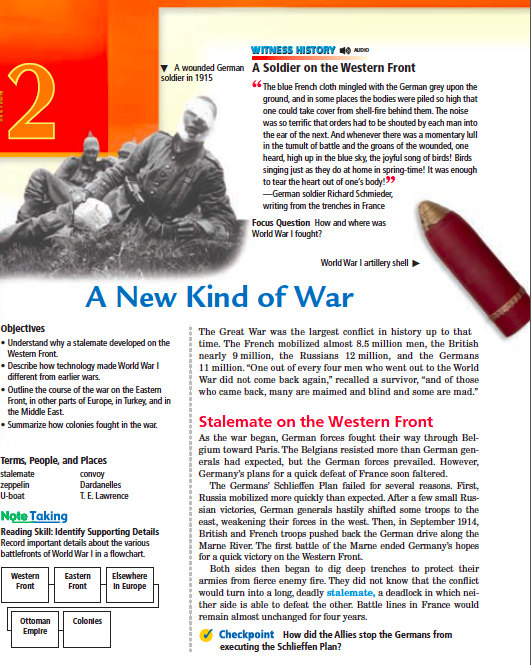 SECTION
2
WITNESS HISTORY AUDIO
▼ A wounded German
soldier in 1915
A Soldier on the Western Front
“The blue French cloth mingled with the German grey upon the
ground, and in some places the bodies were piled so high that
one could take cover from shell-fire behind them. The noise
was so terrific that orders had to be shouted by each man into
the ear of the next. And whenever there was a momentary lull
in the tumult of battle and the groans of the wounded, one
heard, high up in the blue sky, the joyful song of birds! Birds
singing just as they do at home in spring-time! It was enough
to tear the heart out of one's body!”
—German soldier Richard Schmieder,
writing from the trenches in France
Focus Question How and where was
World War I fought?
World War I artillery shell ►
A New Kind of War
Objectives
• Understand why a stalemate developed on the
Western Front.
• Describe how technology made World War I
different from earlier wars.
• Outline the course of the war on the Eastern
Front, in other parts of Europe, in Turkey, and in
the Middle East.
• Summarize how colonies fought in the war.
Terms, People, and Places
stalemate
zeppelin
U-boat
convoy
Dardanelles
T. E. Lawrence
Note Taking
Reading Skill: Identify Supporting Details
Record important details about the various
battlefronts of World War I in a flowchart.
Western
Front
Eastern
Front
Elsewhere
in Europe
Ottoman
Empire
Colonies
The Great War was the largest conflict in history up to that
time. The French mobilized almost 8.5 million men, the British
nearly 9 million, the Russians 12 million, and the Germans
11 million. “One out of every four men who went out to the World
War did not come back again,” recalled a survivor, “and of those
who came back, many are maimed and blind and some are mad.”
Stalemate on the Western Front
As the war began, German forces fought their way through Bel-
gium toward Paris. The Belgians resisted more than German gen-
erals had expected, but the German forces prevailed. However,
Germany's plans for a quick defeat of France soon faltered.
The Germans' Schlieffen Plan failed for several reasons. First,
Russia mobilized more quickly than expected. After a few small Rus-
sian victories, German generals hastily shifted some troops to the
east, weakening their forces in the west. Then, in September 1914,
British and French troops pushed back the German drive along the
Marne River. The first battle of the Marne ended Germany's hopes
for a quick victory on the Western Front.
Both sides then began to dig deep trenches to protect their
armies from fierce enemy fire. They did not know that the conflict
would turn into a long, deadly stalemate, a deadlock in which nei-
ther side is able to defeat the other. Battle lines in France would
remain almost unchanged for four years.
✓ Checkpoint How did the Allies stop the Germans from
executing the Schlieffen Plan?